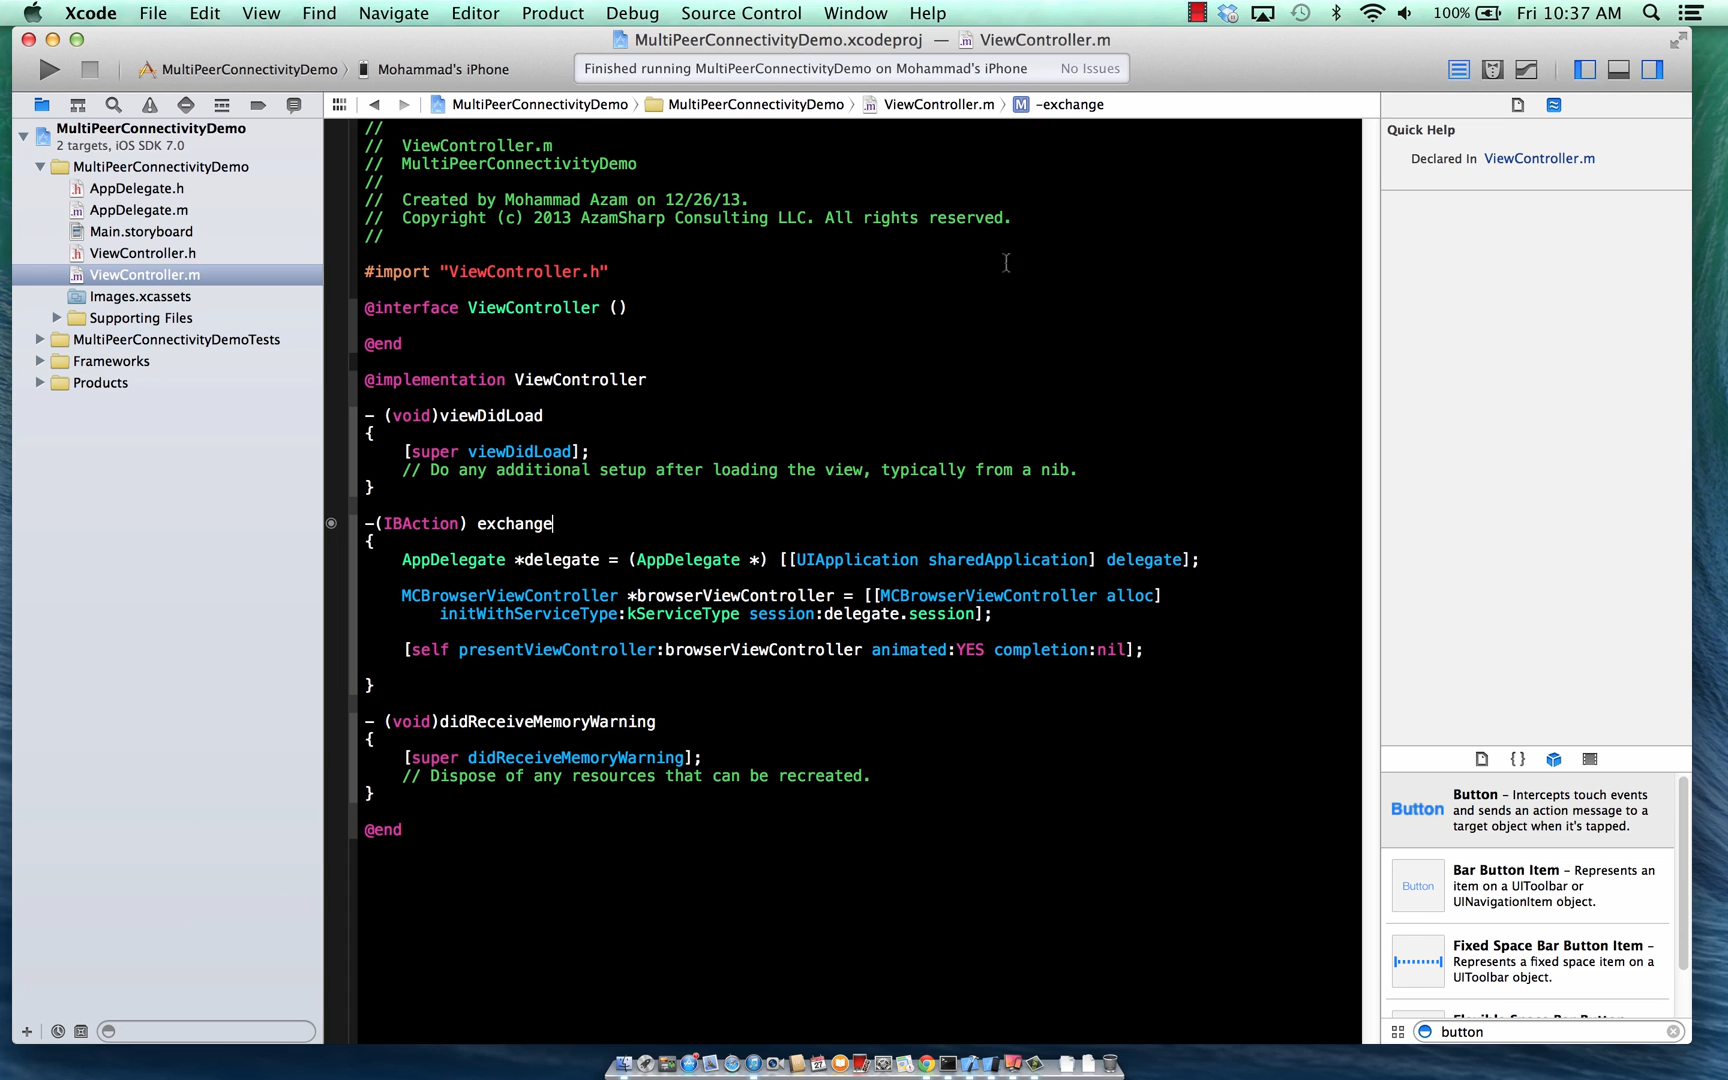 Xcode File Edit View Find Navigate Editor Product Debug Source Control Window Help 100% Fri 10:37 AM
MultiPeerConnectivityDemo.xcodeproj — ViewController.m
MultiPeerConnectivityDemo Mohammad's iPhone
Finished running MultiPeerConnectivityDemo on Mohammad's iPhone No Issues
MultiPeerConnectivityDemo MultiPeerConnectivityDemo ViewController.m M -exchange
MultiPeerConnectivityDemo
2 targets, iOS SDK 7.0
MultiPeerConnectivityDemo
AppDelegate.h
AppDelegate.m
Main.storyboard
ViewController.h
ViewController.m
Images.xcassets
Supporting Files
MultiPeerConnectivityDemoTests
Frameworks
Products
//
// ViewController.m
// MultiPeerConnectivityDemo
//
// Created by Mohammad Azam on 12/26/13.
// Copyright (c) 2013 AzamSharp Consulting LLC. All rights reserved.
//
#import "ViewController.h"
@interface ViewController ()
@end
@implementation ViewController
- (void)viewDidLoad
{
[super viewDidLoad];
// Do any additional setup after loading the view, typically from a nib.
}
-(IBAction) exchange
{
AppDelegate *delegate = (AppDelegate *) [[UIApplication sharedApplication] delegate];
MCBrowserViewController *browserViewController = [[MCBrowserViewController alloc]
initWithServiceType:kServiceType session:delegate.session];
[self presentViewController:browserViewController animated:YES completion:nil];
}
- (void)didReceiveMemoryWarning
{
[super didReceiveMemoryWarning];
// Dispose of any resources that can be recreated.
}
@end
Quick Help
Declared In ViewController.m
{ }
Button
Button – Intercepts touch events
and sends an action message to a
target object when it's tapped.
Button
Bar Button Item – Represents an
item on a UIToolbar or
UINavigationItem object.
Fixed Space Bar Button Item –
Represents a fixed space item on a
UIToolbar object.
button